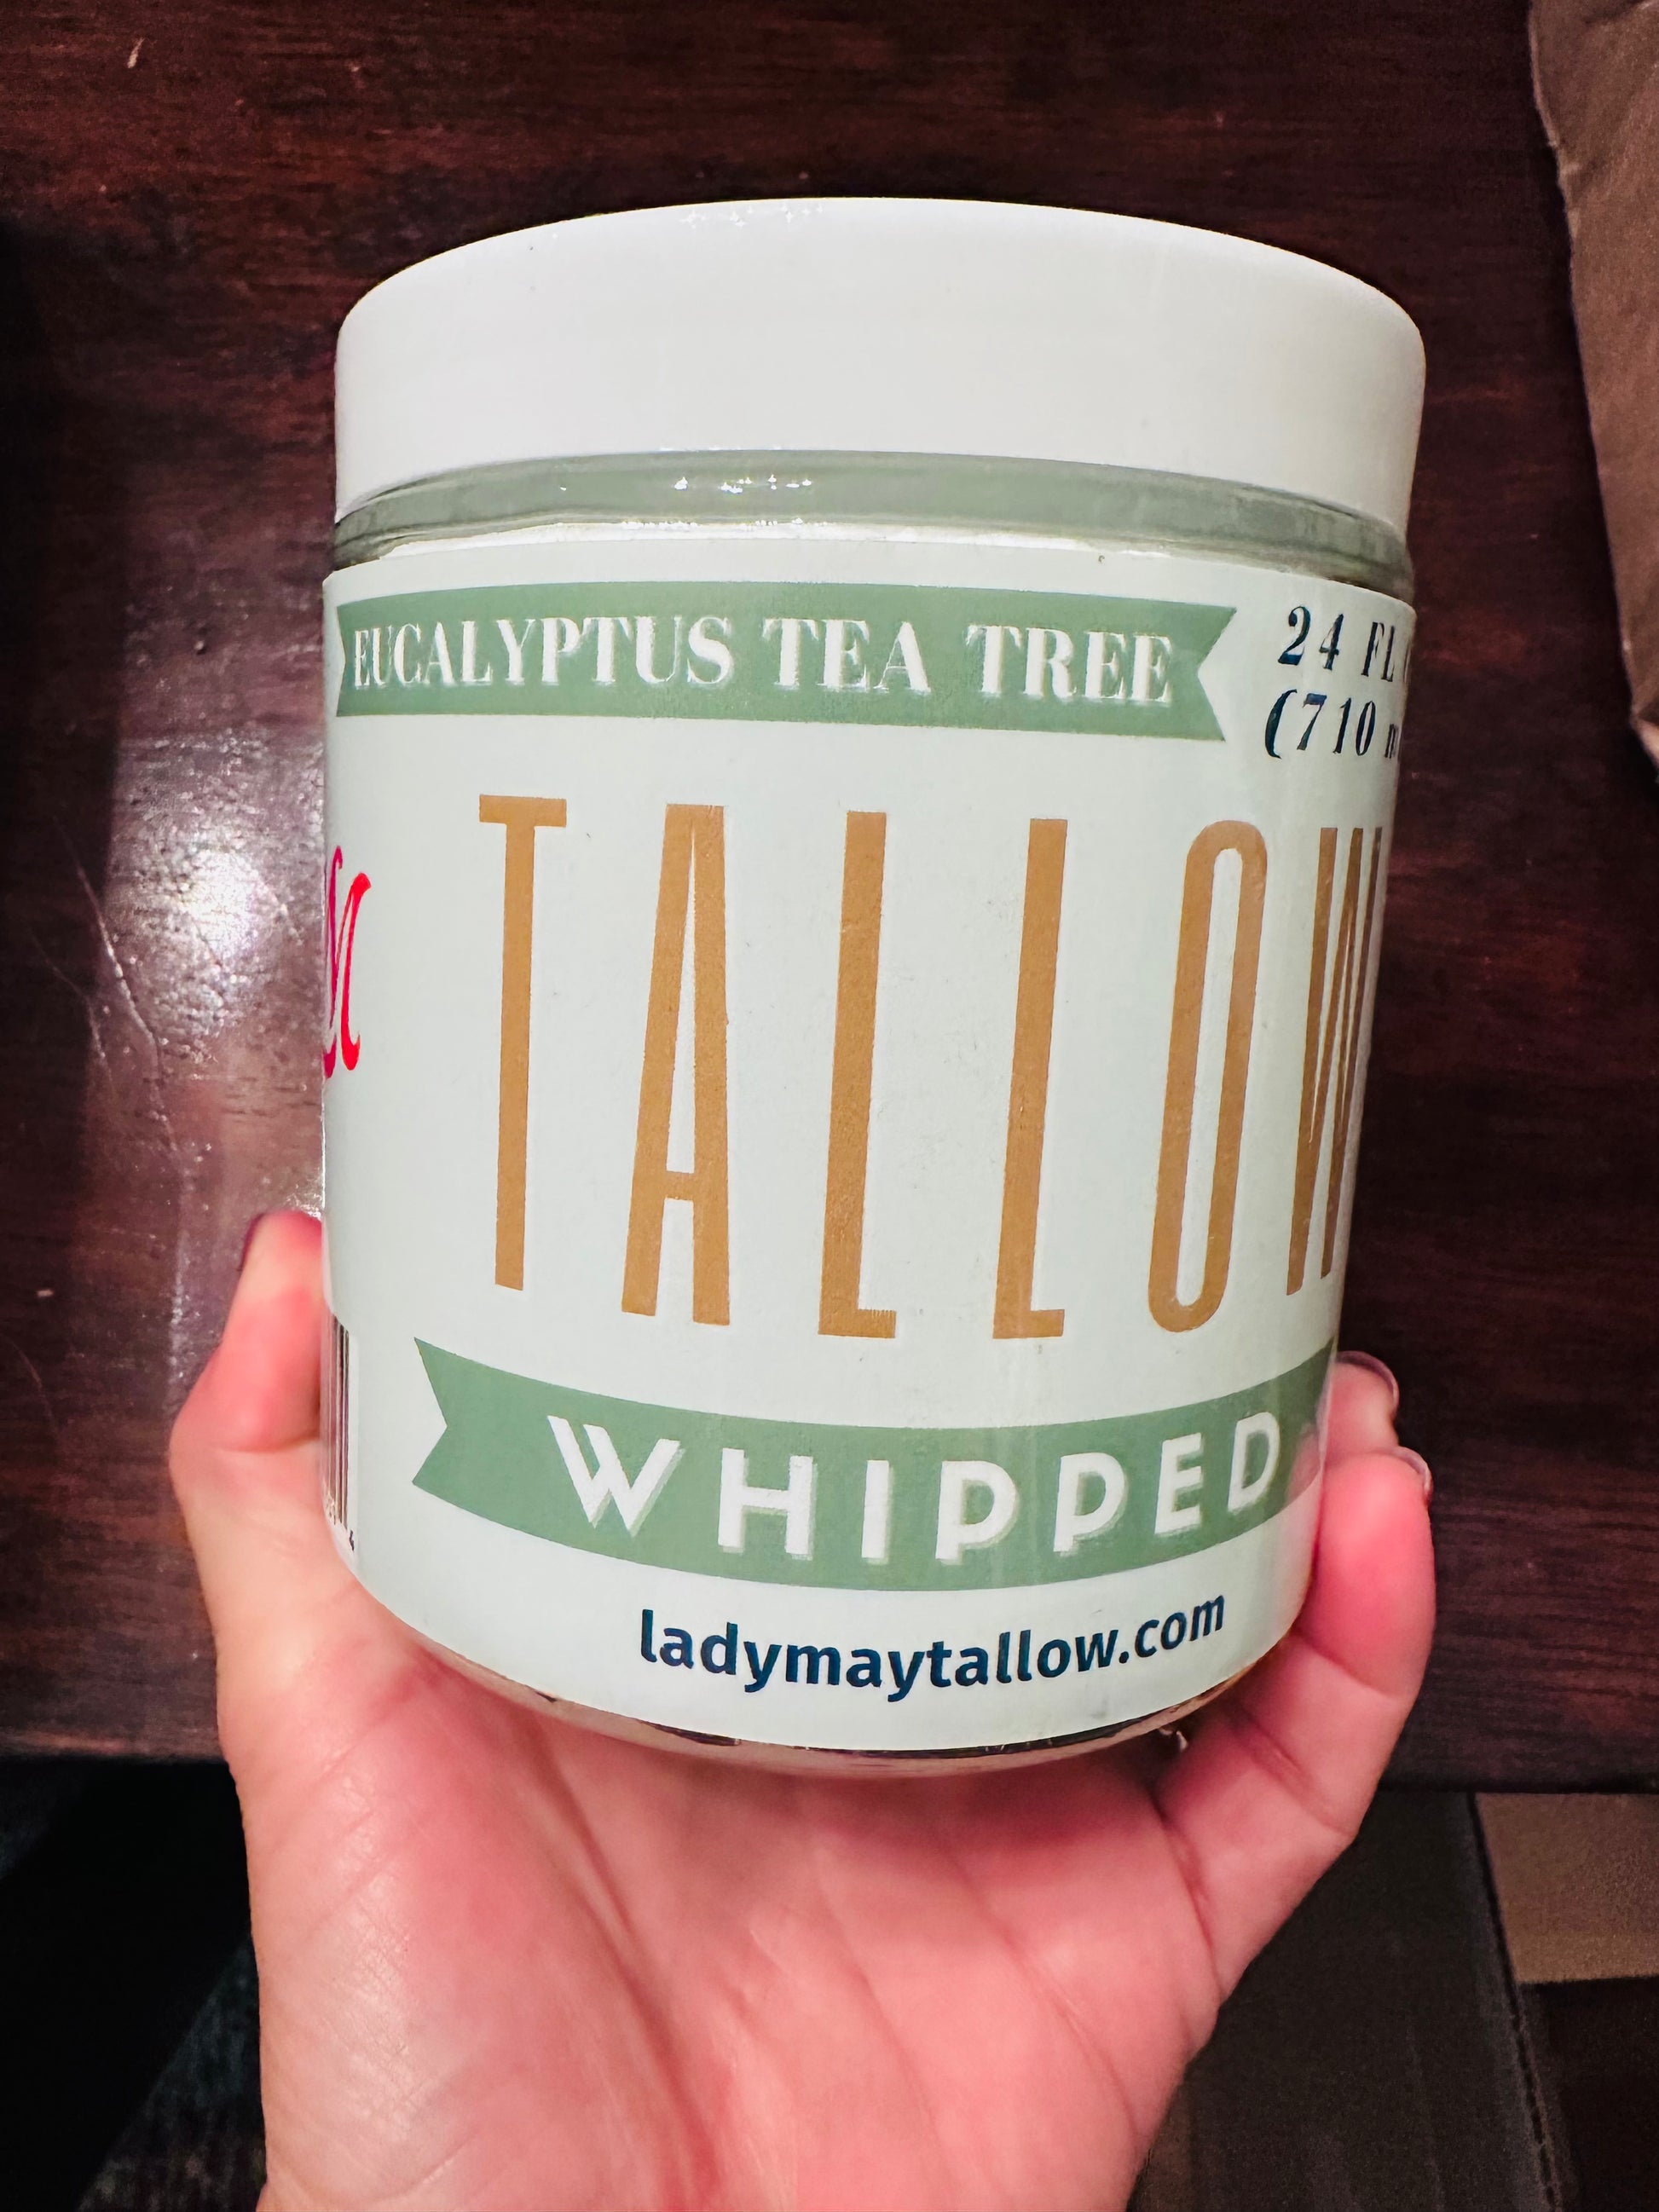 EUCALYPTUS TEA TREE
24 FL
(710
TALLOW
WHIPPED
ladymaytallow.com